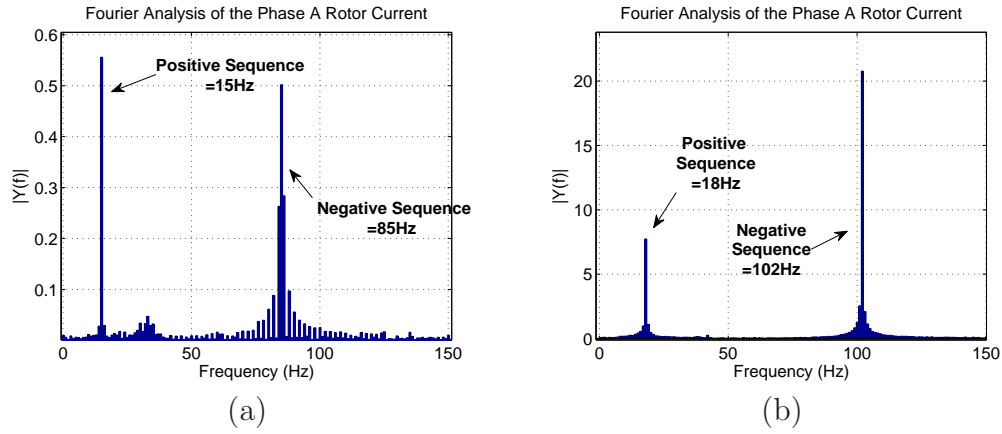 Fourier Analysis of the Phase A Rotor Current
0.6
0.5
0.4
0.3
0.2
0.1
|Y(f)|
Positive Sequence
=15Hz
Negative Sequence
=85Hz
0 50 100 150
Frequency (Hz)
(a)
Fourier Analysis of the Phase A Rotor Current
20
15
10
5
0
|Y(f)|
Positive
Sequence
=18Hz
Negative
Sequence
=102Hz
0 50 100 150
Frequency (Hz)
(b)